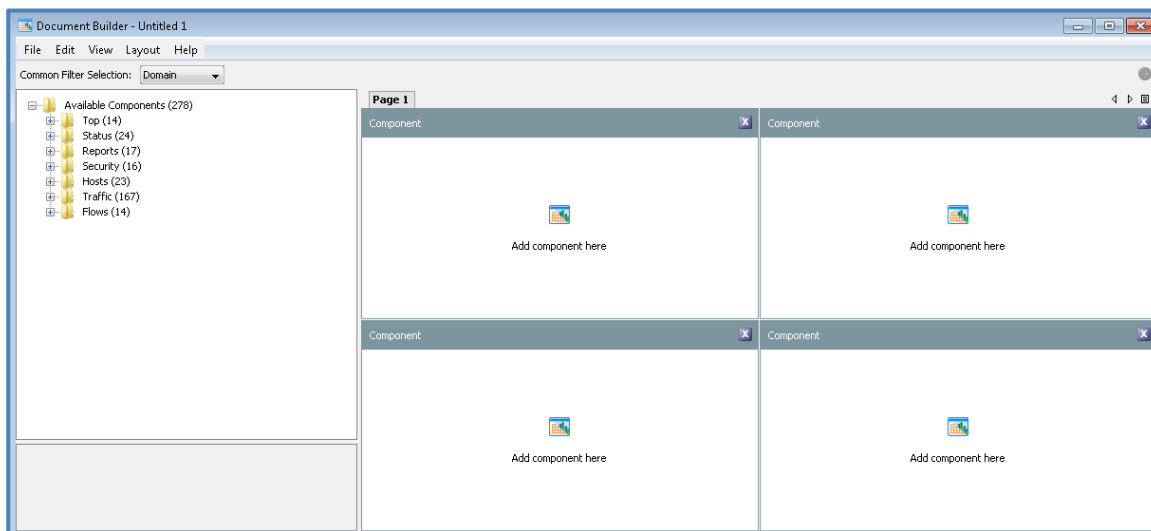 Document Builder - Untitled 1
File Edit View Layout Help
Common Filter Selection: Domain
Available Components (278)
Top (14)
Status (24)
Reports (17)
Security (16)
Hosts (23)
Traffic (167)
Flows (14)
Page 1
Component
Add component here
Component
Add component here
Component
Add component here
Component
Add component here